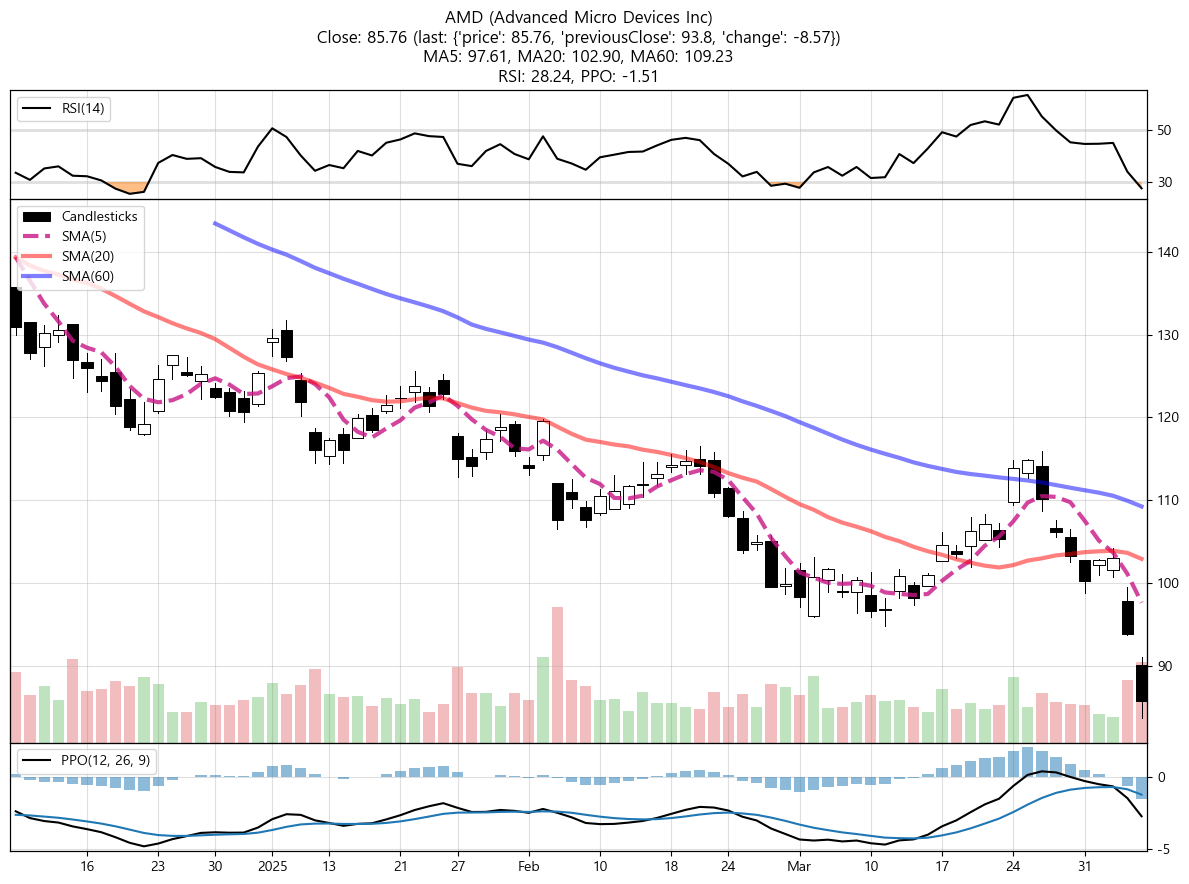 AMD (Advanced Micro Devices Inc)
Close: 85.76 (last: {'price': 85.76, 'previousClose': 93.8, 'change': -8.57})
MA5: 97.61, MA20: 102.90, MA60: 109.23
RSI: 28.24, PPO: -1.51
RSI(14)
50
30
Candlesticks
SMA(5)
SMA(20)
SMA(60)
140
130
120
110
100
90
PPO(12, 26, 9)
0
-5
16 23 30 2025 13 21 27 Feb 10 18 24 Mar 10 17 24 31